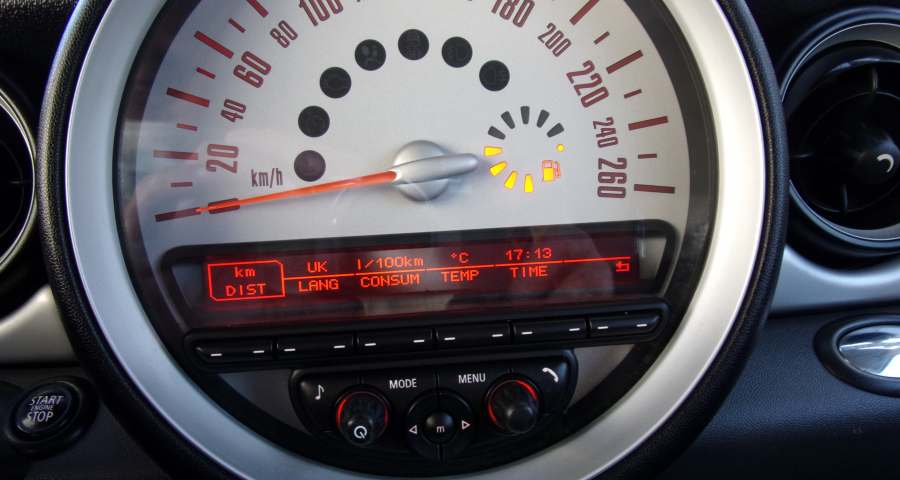 20
40
60
80
100
180
200
220
240
260
km/h
km UK l/100km °C 17:13
DIST LANG CONSUM TEMP TIME
MODE MENU
m
START
ENGINE
STOP